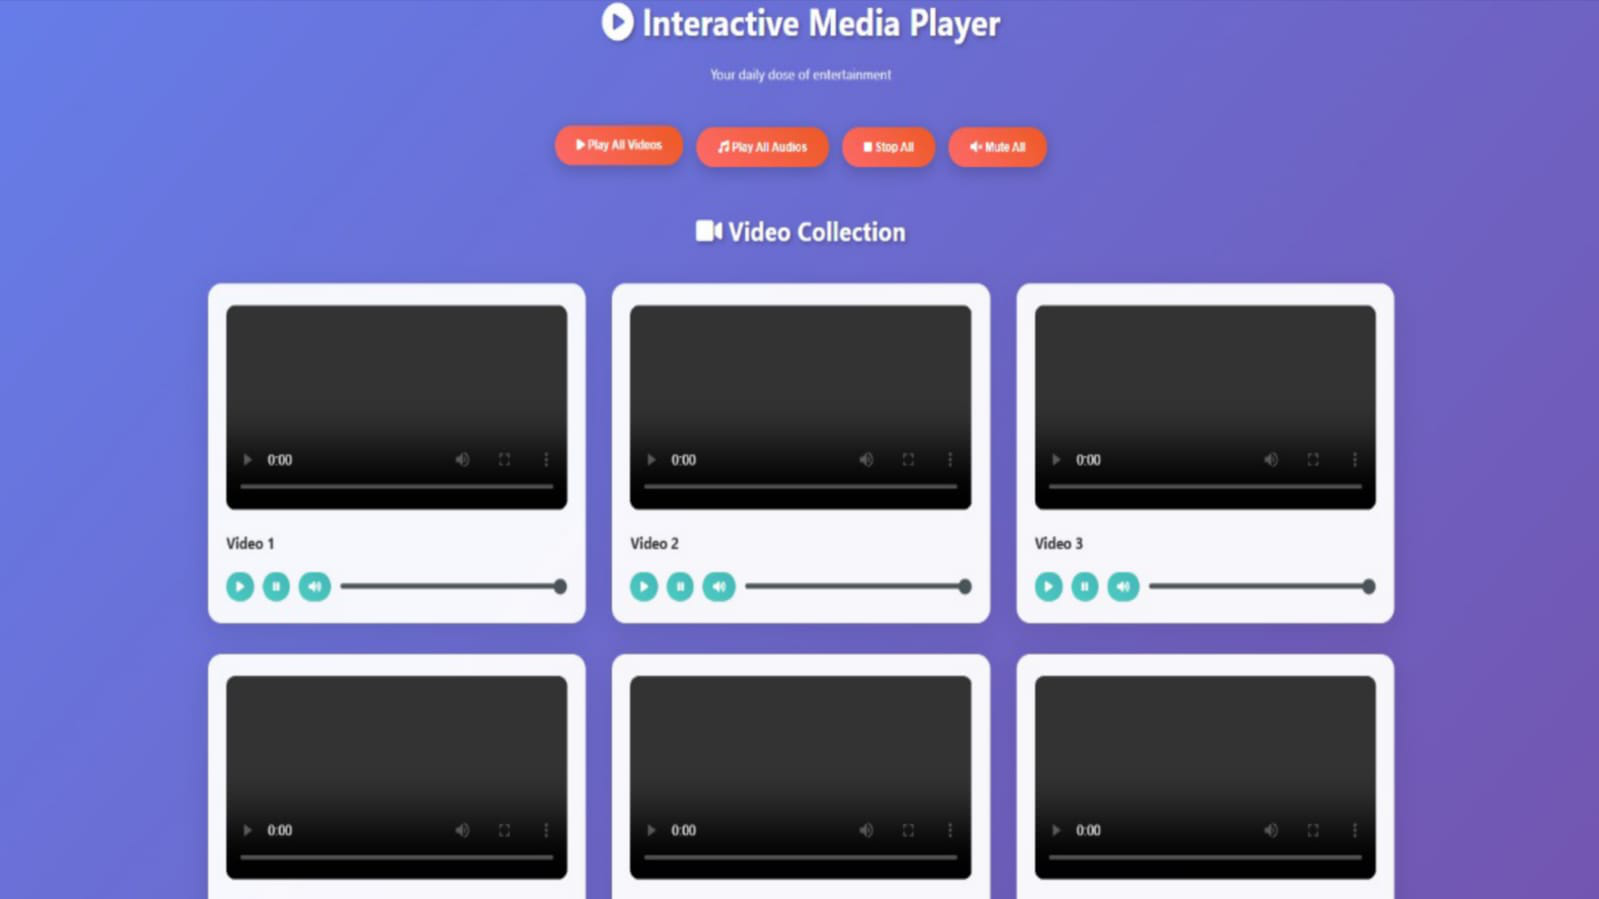 Interactive Media Player
Your daily dose of entertainment
Play All Videos
Play All Audios
Stop All
Mute All
Video Collection
0:00
0:00
0:00
Video 1
Video 2
Video 3
0:00
0:00
0:00